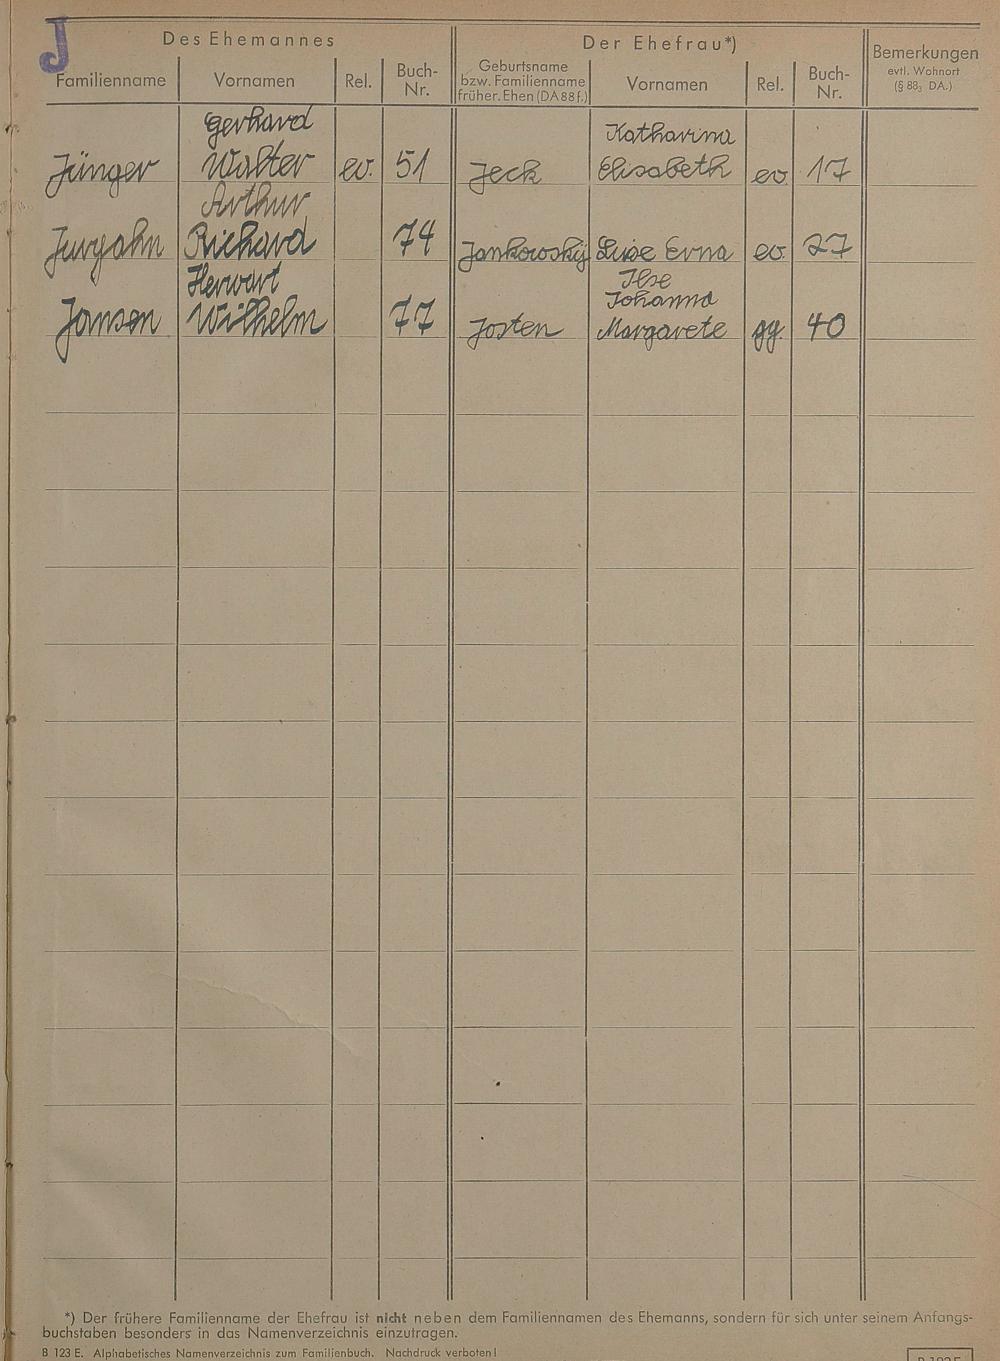 J
Des Ehemannes
Der Ehefrau*)
Bemerkungen
evtl. Wohnort
(§ 88, DA.)
Familienname Vornamen Rel. Buch-Nr.
Geburtsname
bzw. Familienname
früher. Ehen (DA 88 f.)
Vornamen Rel. Buch-Nr.
Gerhard
Katharina
Jünger Walter ev. 51 Jeck Elisabeth ev. 17
Arthur
Jurgahn Richard 74 Jankowskij Luise Erna ev. 27
Herwart
Ilse
Johanna
Jansen Wilhelm 77 Josten Margarete gg. 40
*) Der frühere Familienname der Ehefrau ist nicht neben dem Familiennamen des Ehemanns, sondern für sich unter seinem Anfangs-
buchstaben besonders in das Namenverzeichnis einzutragen.
B 123 E. Alphabetisches Namenverzeichnis zum Familienbuch. Nachdruck verboten!